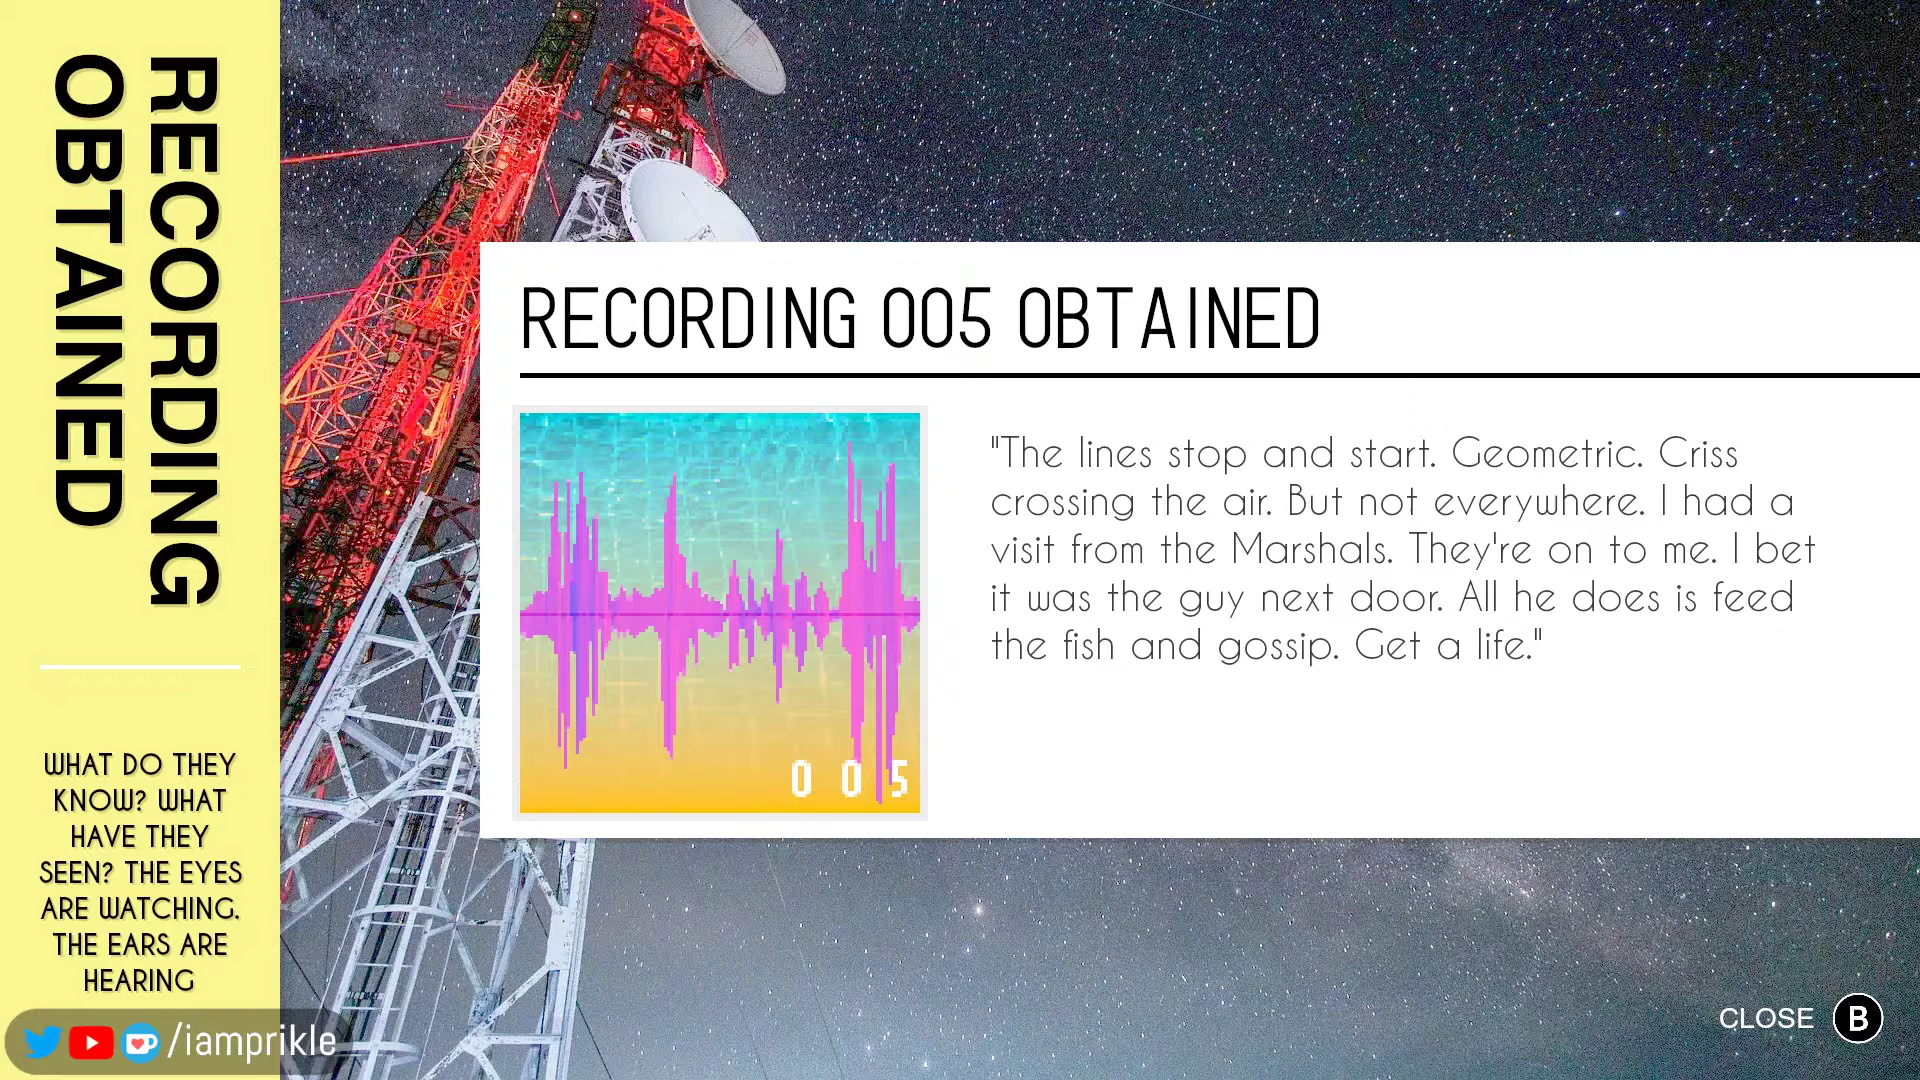 RECORDING
OBTAINED
WHAT DO THEY
KNOW? WHAT
HAVE THEY
SEEN? THE EYES
ARE WATCHING.
THE EARS ARE
HEARING
/iamprikle
RECORDING 005 OBTAINED
005
"The lines stop and start. Geometric. Criss
crossing the air. But not everywhere. I had a
visit from the Marshals. They're on to me. I bet
it was the guy next door. All he does is feed
the fish and gossip. Get a life."
CLOSE B